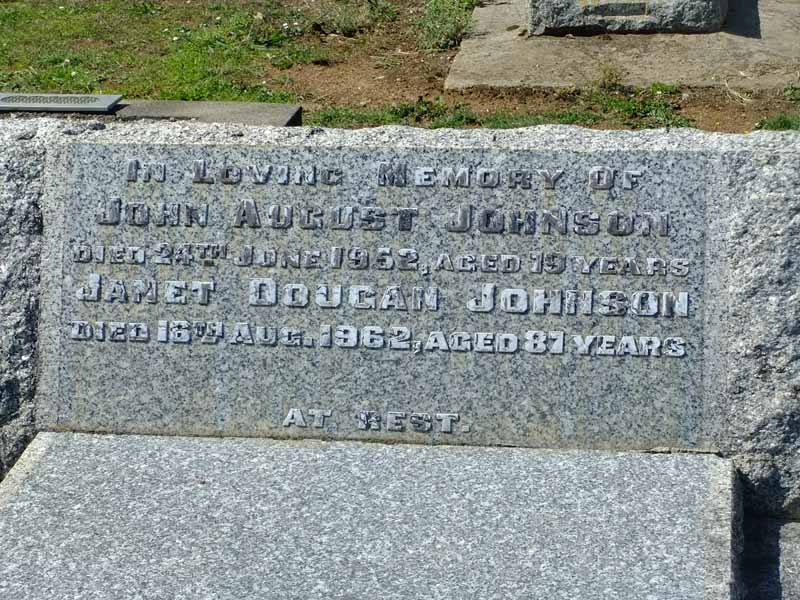 IN LOVING MEMORY OF
JOHN AUGUST JOHNSON
DIED 24TH JUNE 1952, AGED 79 YEARS
JANET DOUGAN JOHNSON
DIED 16TH AUG. 1962, AGED 87 YEARS
AT REST.